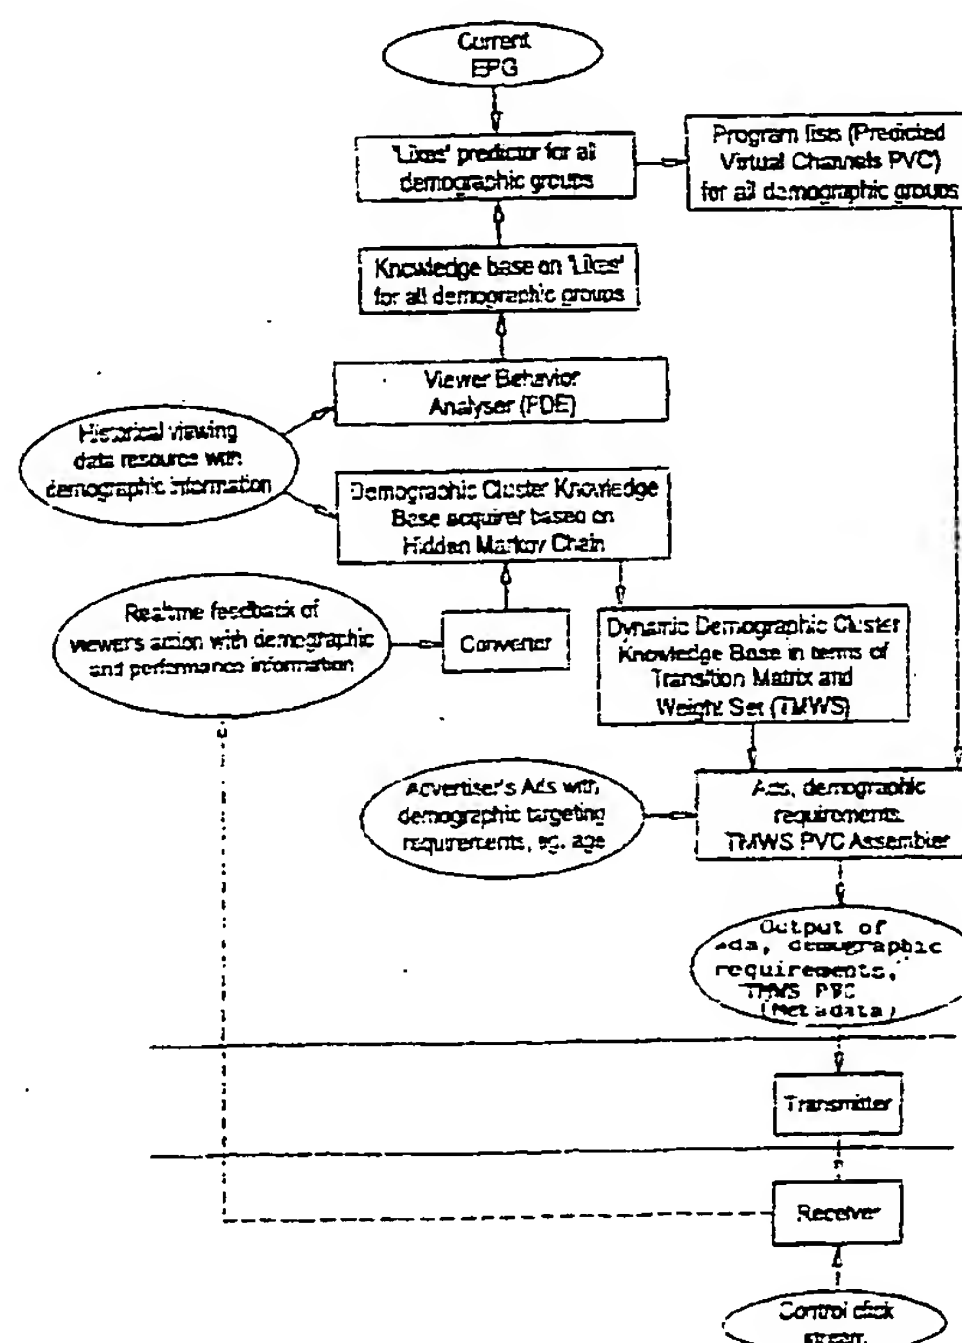 Current
EPG
'Likes' predictor for all
demographic groups
Program lists (Predicted
Virtual Channels PVC)
for all demographic groups
Knowledge base on 'Likes'
for all demographic groups
Viewer Behavior
Analyser (PDE)
Historical viewing
data resource with
demographic information
Demographic Cluster Knowledge
Base acquirer based on
Hidden Markov Chain
Realtime feedback of
viewer's action with demographic
and performance information
Converter
Dynamic Demographic Cluster
Knowledge Base in terms of
Transition Matrix and
Weight Set (TMWS)
Advertiser's Ads with
demographic targeting
requirements, eg. age
Ads, demographic
requirements,
TMWS PVC Assembler
Output of
ads, demographic
requirements,
TMWS PVC
(Metadata)
Transmitter
Receiver
Control click
stream,